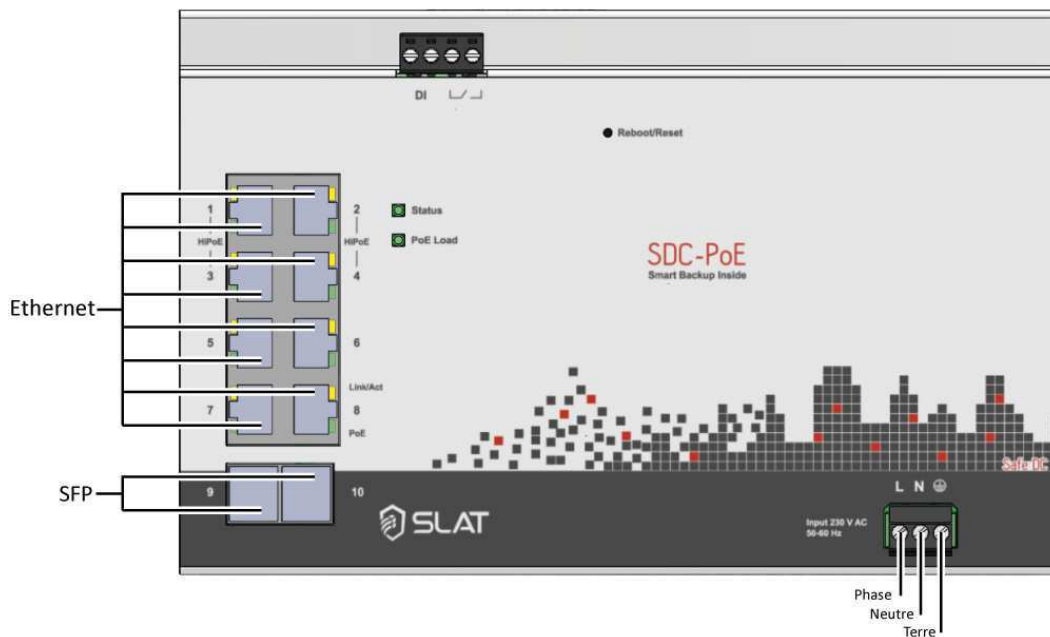 DI
Reboot/Reset
1
2
Status
HIPoE
HIPoE
PoE Load
SDC-PoE
Smart Backup Inside
3
4
Ethernet
5
6
Link/Act
7
8
PoE
Safe DC
SFP
9
10
SLAT
L N
Input 230 V AC
50-60 Hz
Phase
Neutre
Terre